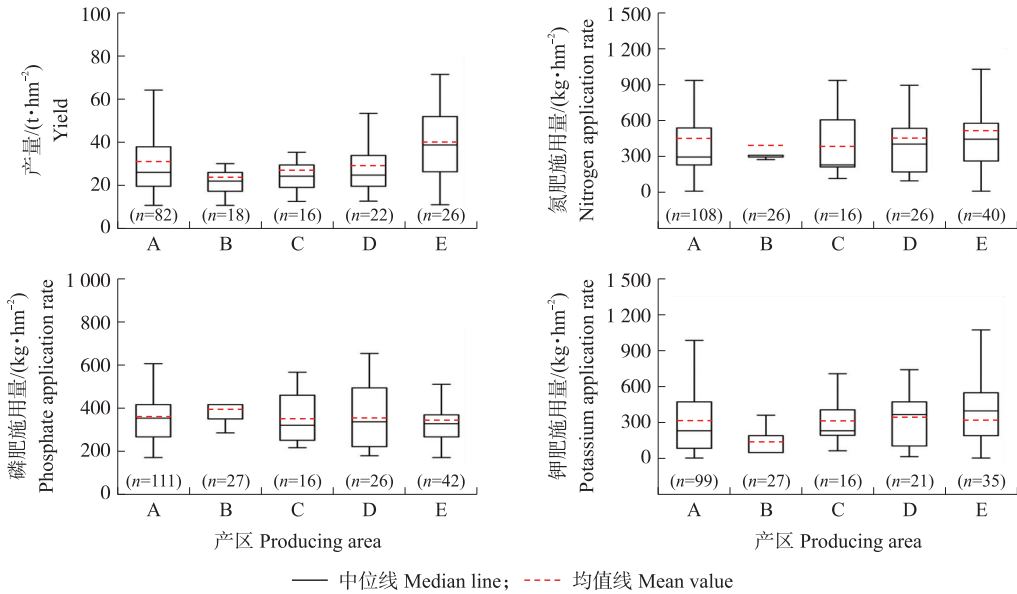 产量/(t•hm⁻²)
Yield
100
80
60
40
20
0
(n=82) (n=18) (n=16) (n=22) (n=26)
A B C D E
氮肥施用量/(kg•hm⁻²)
Nitrogen application rate
1 500
1 200
900
600
300
0
(n=108) (n=26) (n=16) (n=26) (n=40)
A B C D E
磷肥施用量/(kg•hm⁻²)
Phosphate application rate
1 000
800
600
400
200
0
(n=111) (n=27) (n=16) (n=26) (n=42)
A B C D E
产区 Producing area
钾肥施用量/(kg•hm⁻²)
Potassium application rate
1 500
1 200
900
600
300
0
(n=99) (n=27) (n=16) (n=21) (n=35)
A B C D E
产区 Producing area
中位线 Median line； 均值线 Mean value